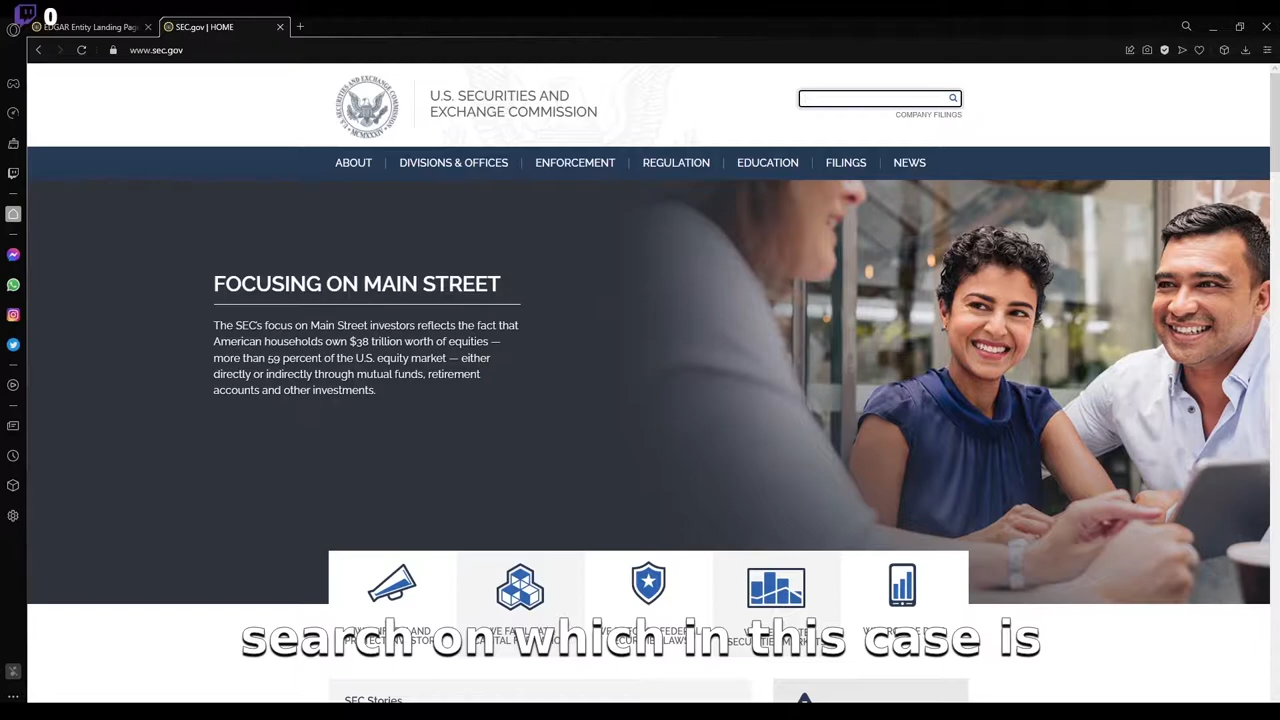 0
EDGAR Entity Landing Pag
SEC.gov | HOME
www.sec.gov
U.S. SECURITIES AND
EXCHANGE COMMISSION
COMPANY FILINGS
ABOUT
DIVISIONS & OFFICES
ENFORCEMENT
REGULATION
EDUCATION
FILINGS
NEWS
FOCUSING ON MAIN STREET
The SEC's focus on Main Street investors reflects the fact that
American households own $38 trillion worth of equities —
more than 59 percent of the U.S. equity market — either
directly or indirectly through mutual funds, retirement
accounts and other investments.
search on which in this case is
SEC Stories